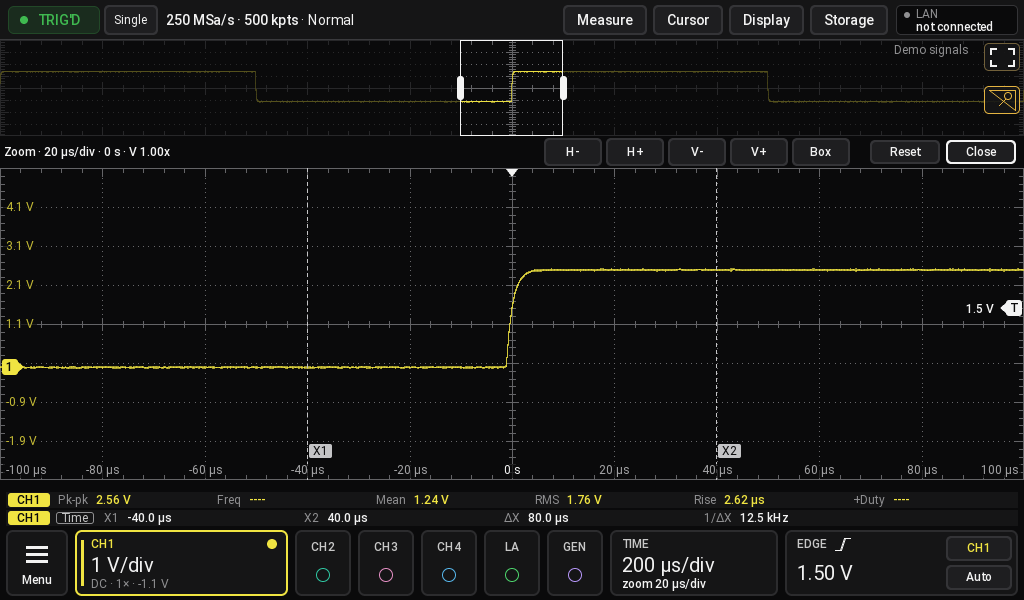 TRIG'D
Single
250 MSa/s · 500 kpts · Normal
Measure
Cursor
Display
Storage
LAN
not connected
Demo signals
Zoom · 20 µs/div · 0 s · V 1.00x
H-
H+
V-
V+
Box
Reset
Close
4.1 V
3.1 V
2.1 V
1.5 V
T
1.1 V
1
-0.9 V
-1.9 V
X1
X2
-100 µs
-80 µs
-60 µs
-40 µs
-20 µs
0 s
20 µs
40 µs
60 µs
80 µs
100 µs
CH1 Pk-pk 2.56 V Freq ---- Mean 1.24 V RMS 1.76 V Rise 2.62 µs +Duty ----
CH1 Time X1 -40.0 µs X2 40.0 µs ΔX 80.0 µs 1/ΔX 12.5 kHz
Menu
CH1
1 V/div
DC · 1× · -1.1 V
CH2
CH3
CH4
LA
GEN
TIME
200 µs/div
zoom 20 µs/div
EDGE
1.50 V
CH1
Auto